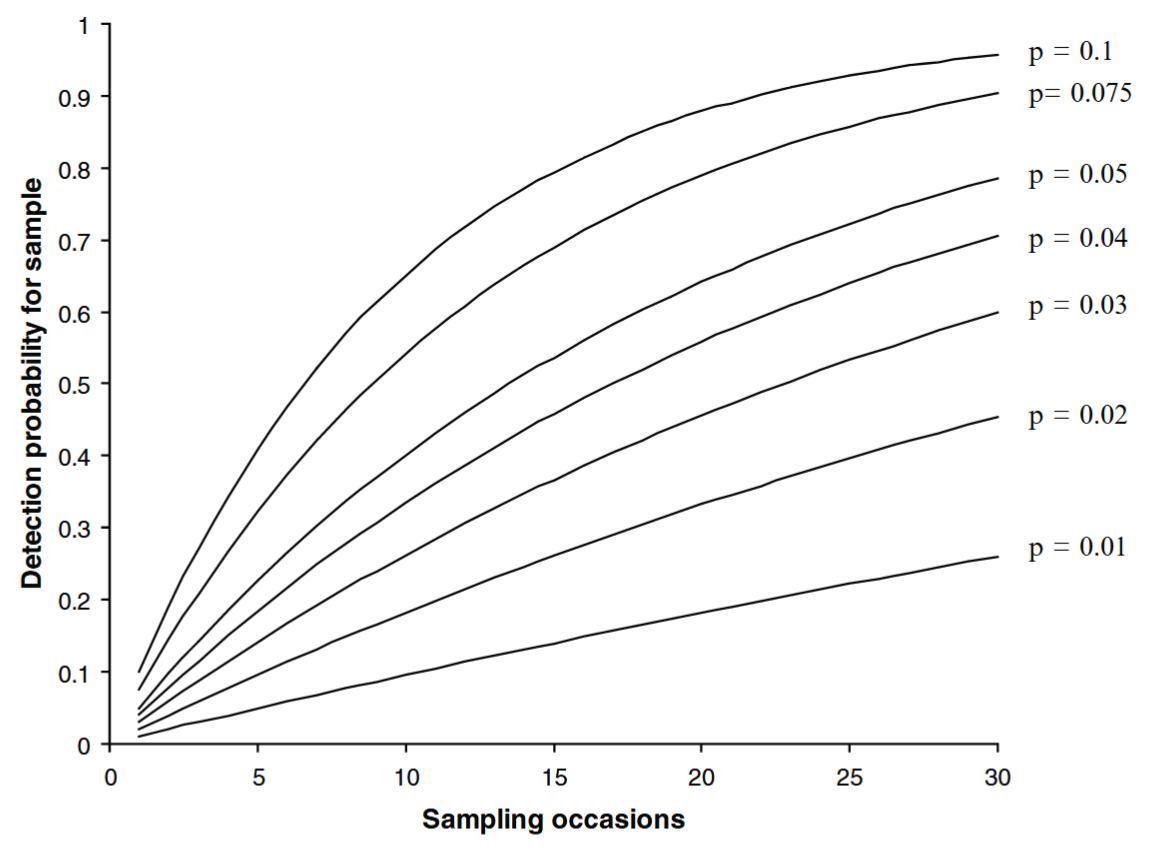 1
0.9
0.8
0.7
0.6
0.5
0.4
0.3
0.2
0.1
0
Detection probability for sample
0 5 10 15 20 25 30
Sampling occasions
p = 0.1
p= 0.075
p = 0.05
p = 0.04
p = 0.03
p = 0.02
p = 0.01